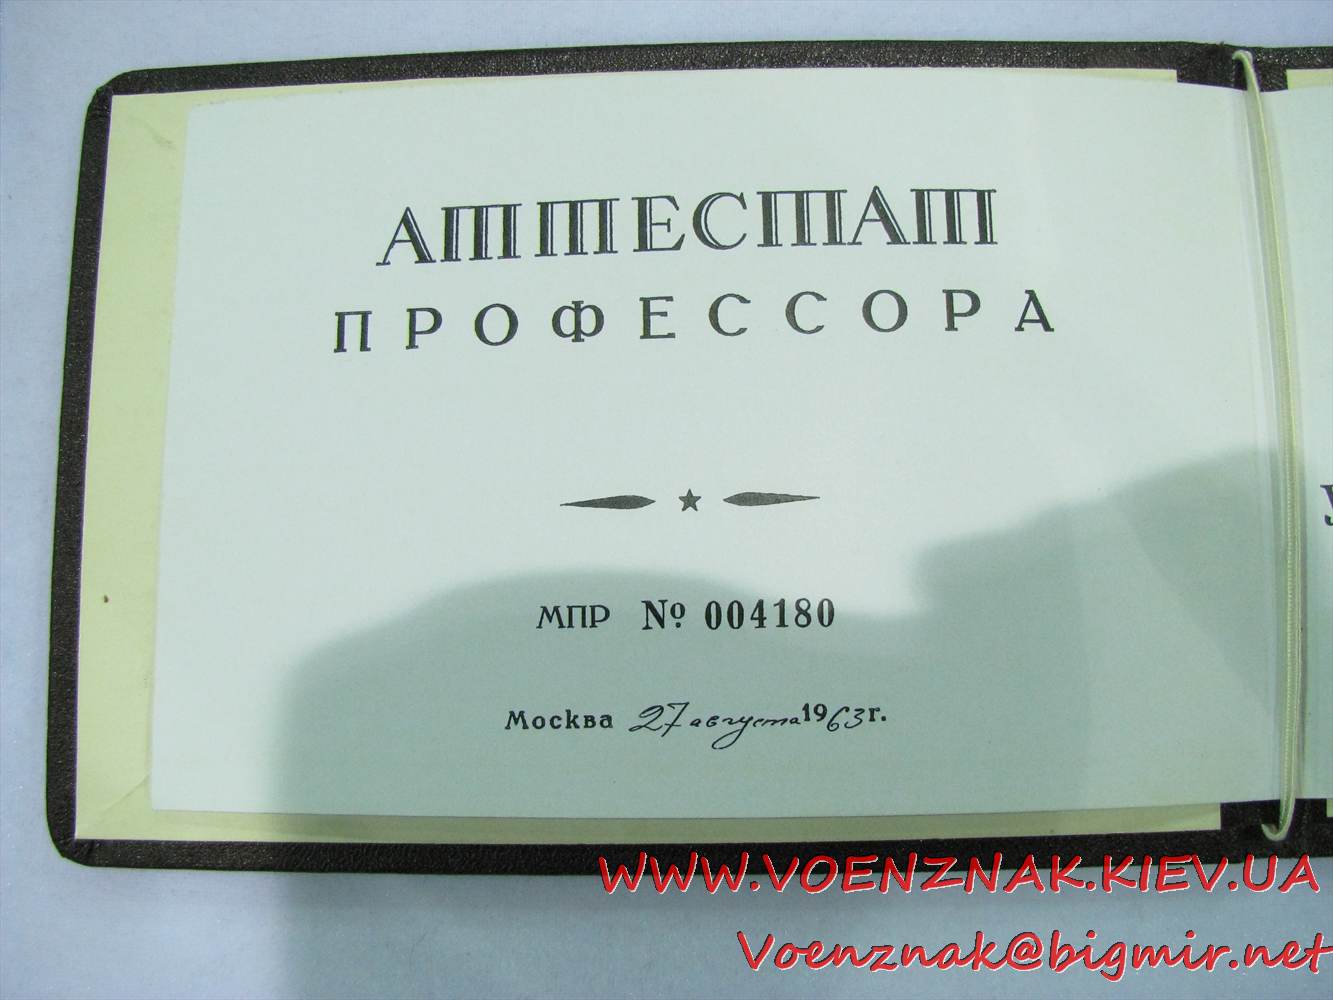 АТТЕСТАТ
ПРОФЕССОРА
МПР № 004180
Москва 27 августа 1963 г.
WWW.VOENZNAK.KIEV.UA
Voenznak@bigmir.net